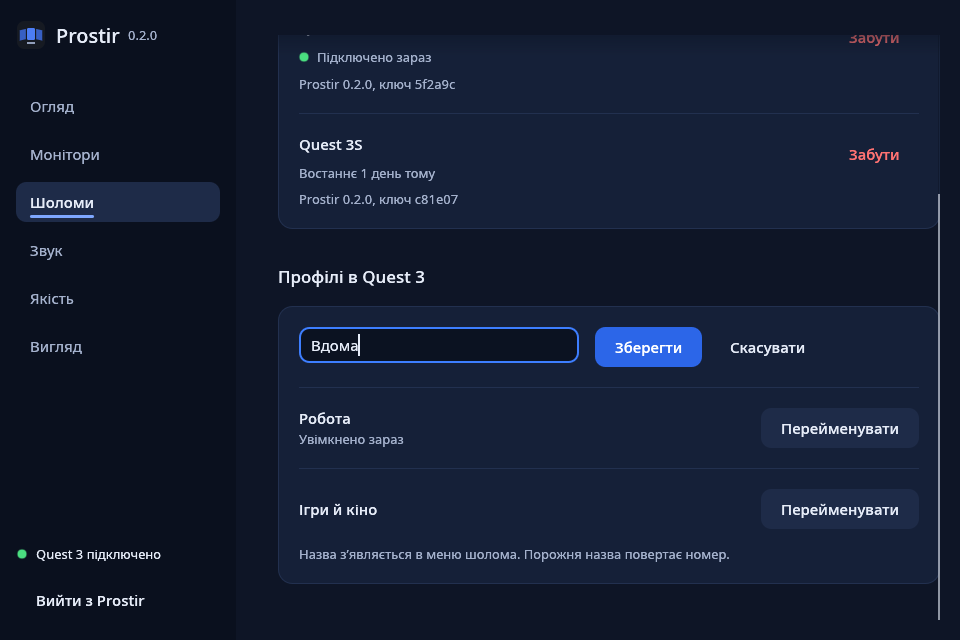 Prostir 0.2.0
Огляд
Монітори
Шоломи
Звук
Якість
Вигляд
Quest 3 підключено
Вийти з Prostir
Забути
Підключено зараз
Prostir 0.2.0, ключ 5f2a9c
Quest 3S
Забути
Востаннє 1 день тому
Prostir 0.2.0, ключ c81e07
Профілі в Quest 3
Вдома
Зберегти
Скасувати
Робота
Увімкнено зараз
Перейменувати
Ігри й кіно
Перейменувати
Назва з’являється в меню шолома. Порожня назва повертає номер.